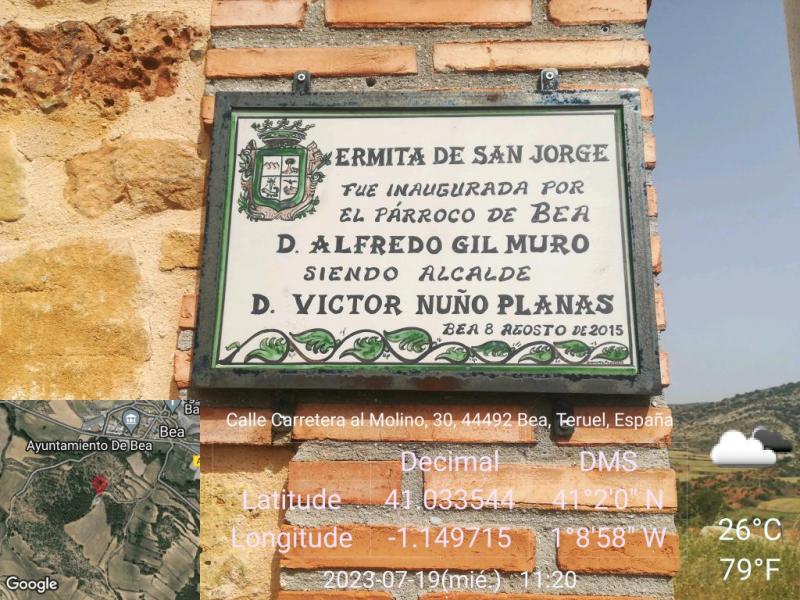 ERMITA DE SAN JORGE
FUE INAUGURADA POR
EL PÁRROCO DE BEA
D. ALFREDO GIL MURO
SIENDO ALCALDE
D. VICTOR NUÑO PLANAS
BEA 8 AGOSTO DE 2015
Calle Carretera al Molino, 30, 44492 Bea, Teruel, España
Decimal DMS
Latitude 41.033544 41°2'0" N
Longitude -1.149715 1°8'58" W
2023-07-19(mié.) 11:20
26°C
79°F
Ba
Bea
Ayuntamiento De Bea
Google